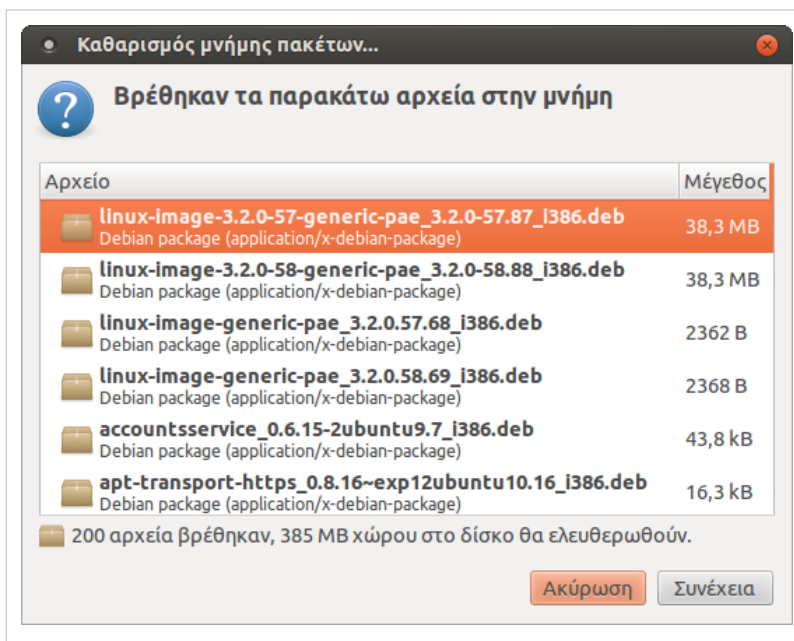 Καθαρισμός μνήμης πακέτων...
Βρέθηκαν τα παρακάτω αρχεία στην μνήμη
Αρχείο Μέγεθος
linux-image-3.2.0-57-generic-pae_3.2.0-57.87_i386.deb 38,3 MB
Debian package (application/x-debian-package)
linux-image-3.2.0-58-generic-pae_3.2.0-58.88_i386.deb 38,3 MB
Debian package (application/x-debian-package)
linux-image-generic-pae_3.2.0.57.68_i386.deb 2362 B
Debian package (application/x-debian-package)
linux-image-generic-pae_3.2.0.58.69_i386.deb 2368 B
Debian package (application/x-debian-package)
accountsservice_0.6.15-2ubuntu9.7_i386.deb 43,8 kB
Debian package (application/x-debian-package)
apt-transport-https_0.8.16~exp12ubuntu10.16_i386.deb 16,3 kB
Debian package (application/x-debian-package)
200 αρχεία βρέθηκαν, 385 MB χώρου στο δίσκο θα ελευθερωθούν.
Ακύρωση Συνέχεια